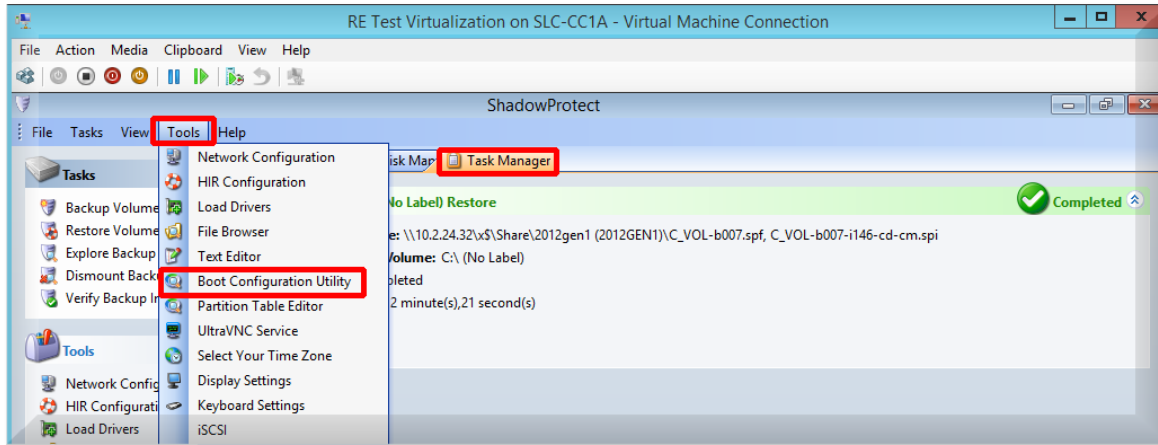 RE Test Virtualization on SLC-CC1A - Virtual Machine Connection
File Action Media Clipboard View Help
ShadowProtect
File Tasks View Tools Help
Tasks
Backup Volume
Restore Volume
Explore Backup
Dismount Back
Verify Backup
Tools
Network Config
HIR Configurati
Load Drivers
Network Configuration
HIR Configuration
Load Drivers
File Browser
Text Editor
Boot Configuration Utility
Partition Table Editor
UltraVNC Service
Select Your Time Zone
Display Settings
Keyboard Settings
iSCSI
Task Manager
No Label) Restore
Completed
e: \\10.2.24.32\x$\Share\2012gen1 (2012GEN1)\C_VOL-b007.spf, C_VOL-b007-i146-cd-cm.spi
Volume: C:\ (No Label)
pleted
2 minute(s),21 second(s)